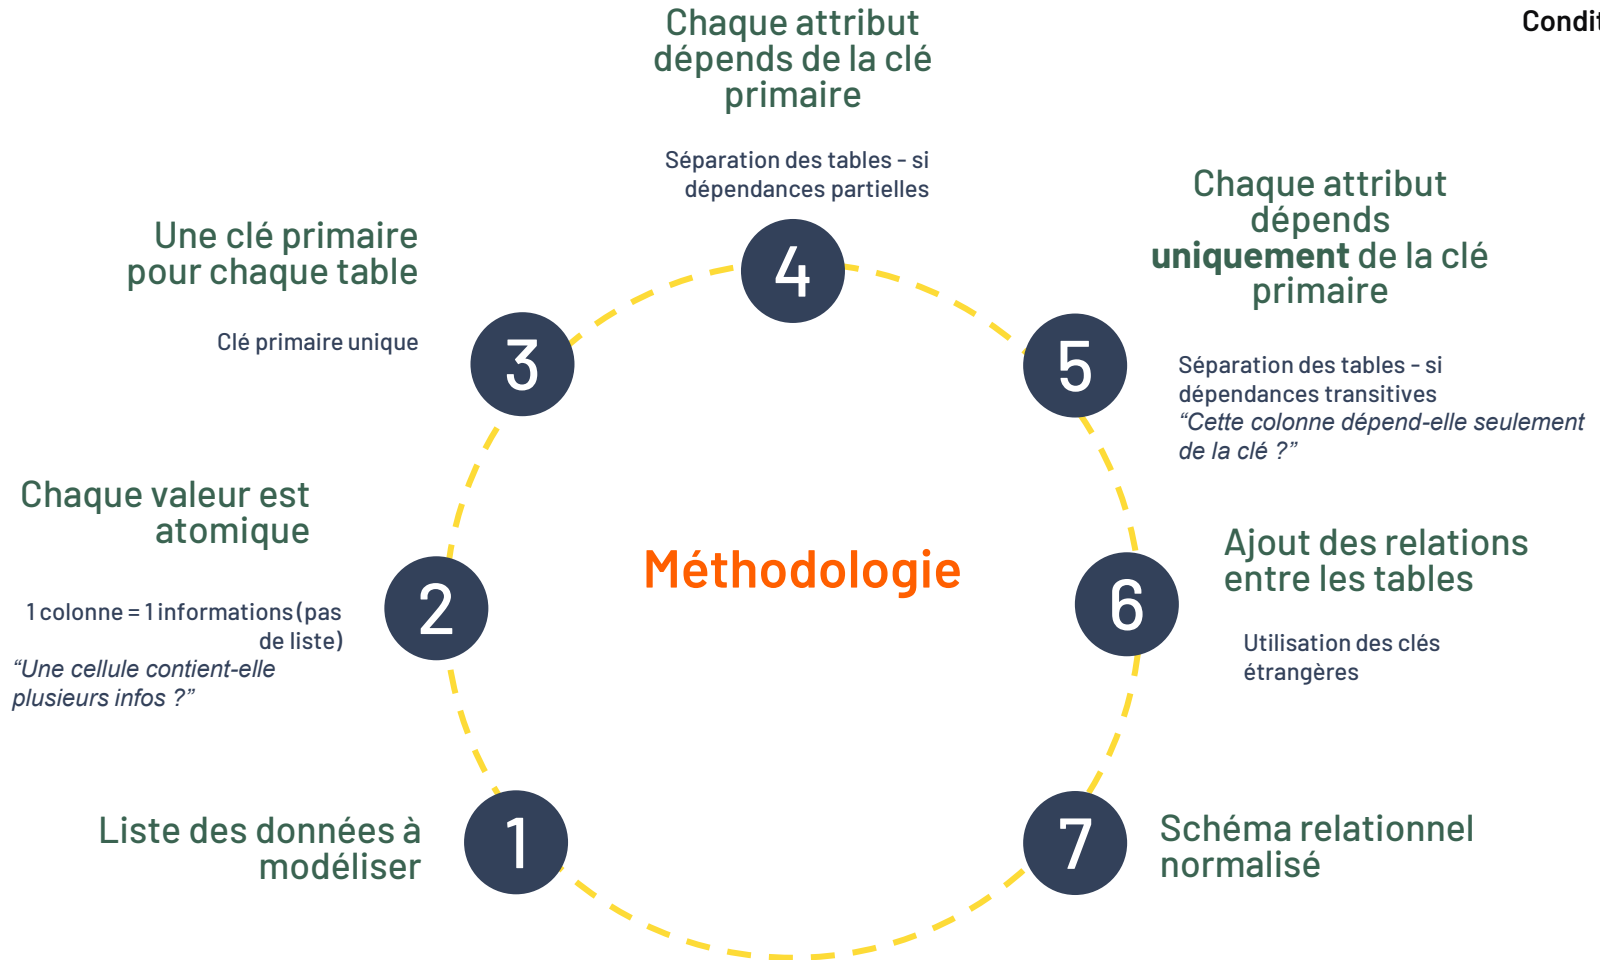 Condit
Chaque attribut
dépends de la clé
primaire
Séparation des tables - si
dépendances partielles
4
Chaque attribut
dépends
uniquement de la clé
primaire
5
Séparation des tables - si
dépendances transitives
“Cette colonne dépend-elle seulement
de la clé ?”
Une clé primaire
pour chaque table
Clé primaire unique
3
Chaque valeur est
atomique
2
1 colonne = 1 informations (pas
de liste)
“Une cellule contient-elle
plusieurs infos ?”
Méthodologie
6
Ajout des relations
entre les tables
Utilisation des clés
étrangères
Liste des données à
modéliser
1
7
Schéma relationnel
normalisé